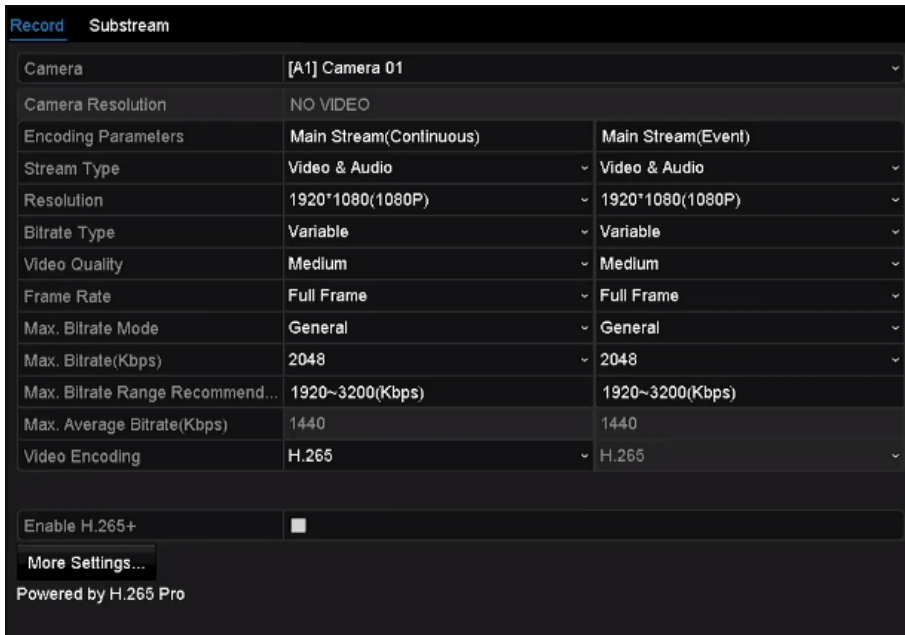 Record Substream
Camera [A1] Camera 01
Camera Resolution NO VIDEO
Encoding Parameters Main Stream(Continuous) Main Stream(Event)
Stream Type Video & Audio Video & Audio
Resolution 1920*1080(1080P) 1920*1080(1080P)
Bitrate Type Variable Variable
Video Quality Medium Medium
Frame Rate Full Frame Full Frame
Max. Bitrate Mode General General
Max. Bitrate(Kbps) 2048 2048
Max. Bitrate Range Recommend... 1920~3200(Kbps) 1920~3200(Kbps)
Max. Average Bitrate(Kbps) 1440 1440
Video Encoding H.265 H.265
Enable H.265+
More Settings...
Powered by H.265 Pro